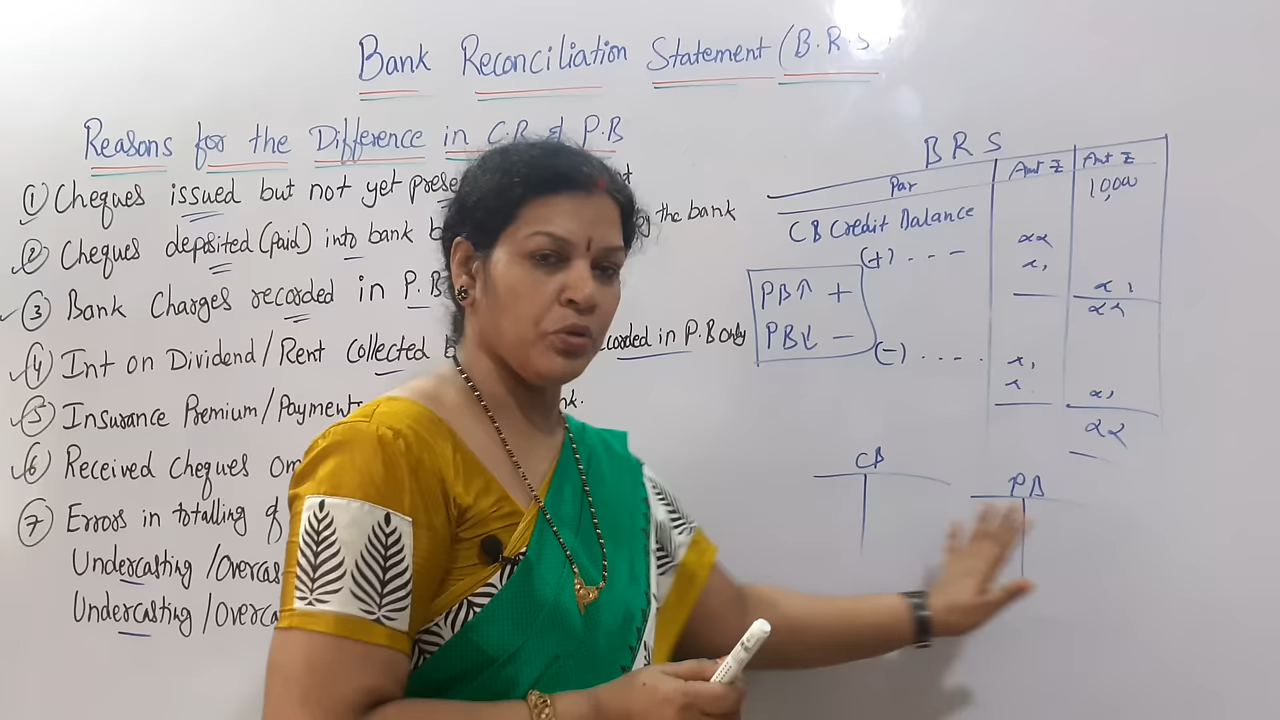 Bank Reconciliation Statement (B.R.S.
Reasons for the Difference in C.B & P.B
① Cheques issued but not yet prese t
② Cheques deposited (paid) into bank b by the bank
③ Bank Charges recorded in P.B
④ Int on Dividend/Rent Collected b corded in P.B only
⑤ Insurance Premium/Payment nk.
⑥ Received Cheques om
⑦ Errors in totalling of
Undercasting /Overcas
Undercasting /Overca
BRS
Par Amt ₹ Amt ₹
CB Credit Balance
(+) . . .
PB↑ +
PB↓ -
(-) . . . .
CB
PB